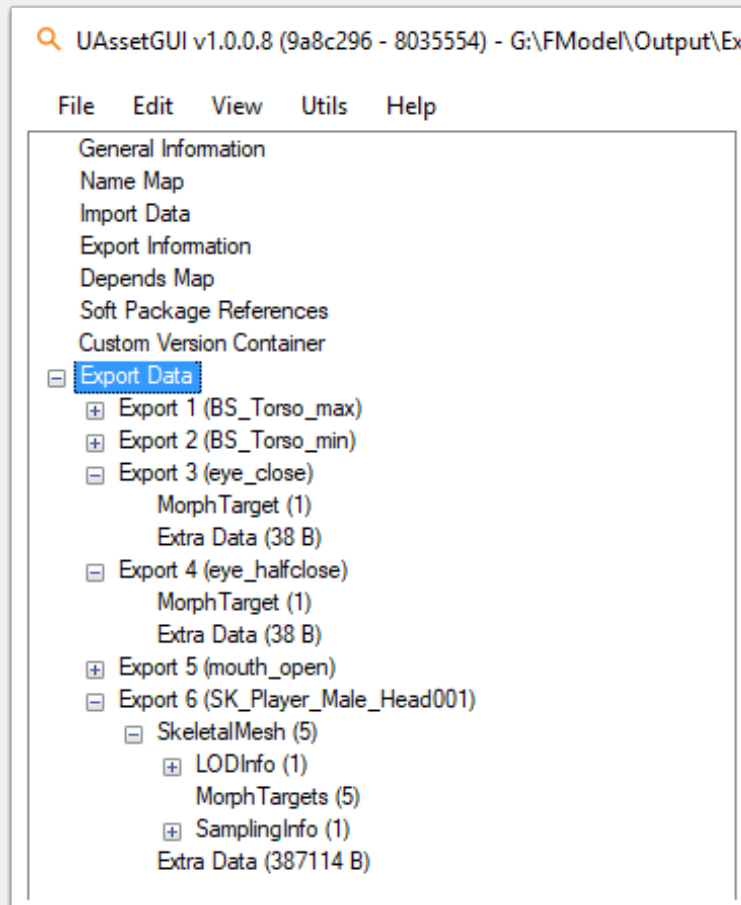 UAssetGUI v1.0.0.8 (9a8c296 - 8035554) - G:\FModel\Output\Ex
File Edit View Utils Help
General Information
Name Map
Import Data
Export Information
Depends Map
Soft Package References
Custom Version Container
Export Data
Export 1 (BS_Torso_max)
Export 2 (BS_Torso_min)
Export 3 (eye_close)
MorphTarget (1)
Extra Data (38 B)
Export 4 (eye_halfclose)
MorphTarget (1)
Extra Data (38 B)
Export 5 (mouth_open)
Export 6 (SK_Player_Male_Head001)
SkeletalMesh (5)
LODInfo (1)
MorphTargets (5)
SamplingInfo (1)
Extra Data (387114 B)